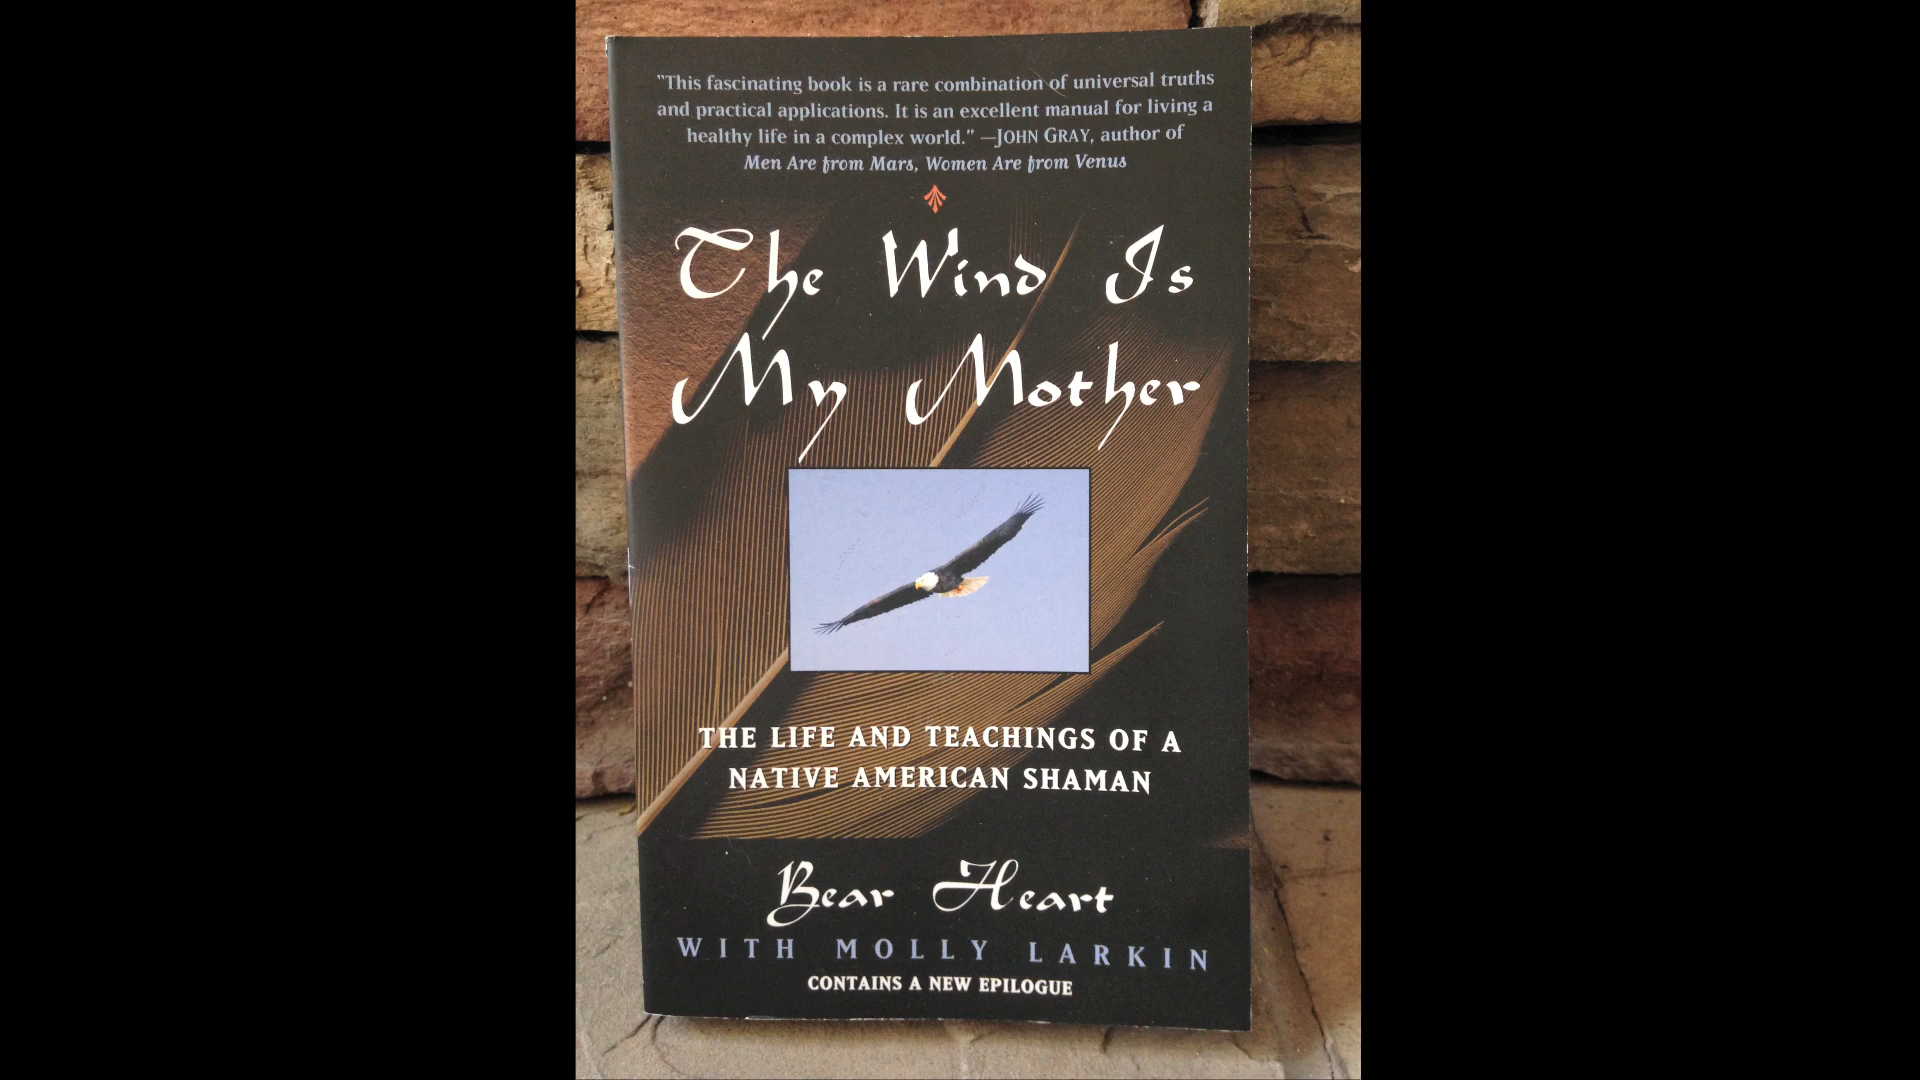 "This fascinating book is a rare combination of universal truths
and practical applications. It is an excellent manual for living a
healthy life in a complex world." —JOHN GRAY, author of
Men Are from Mars, Women Are from Venus
The Wind Is
My Mother
THE LIFE AND TEACHINGS OF A
NATIVE AMERICAN SHAMAN
Bear Heart
WITH MOLLY LARKIN
CONTAINS A NEW EPILOGUE